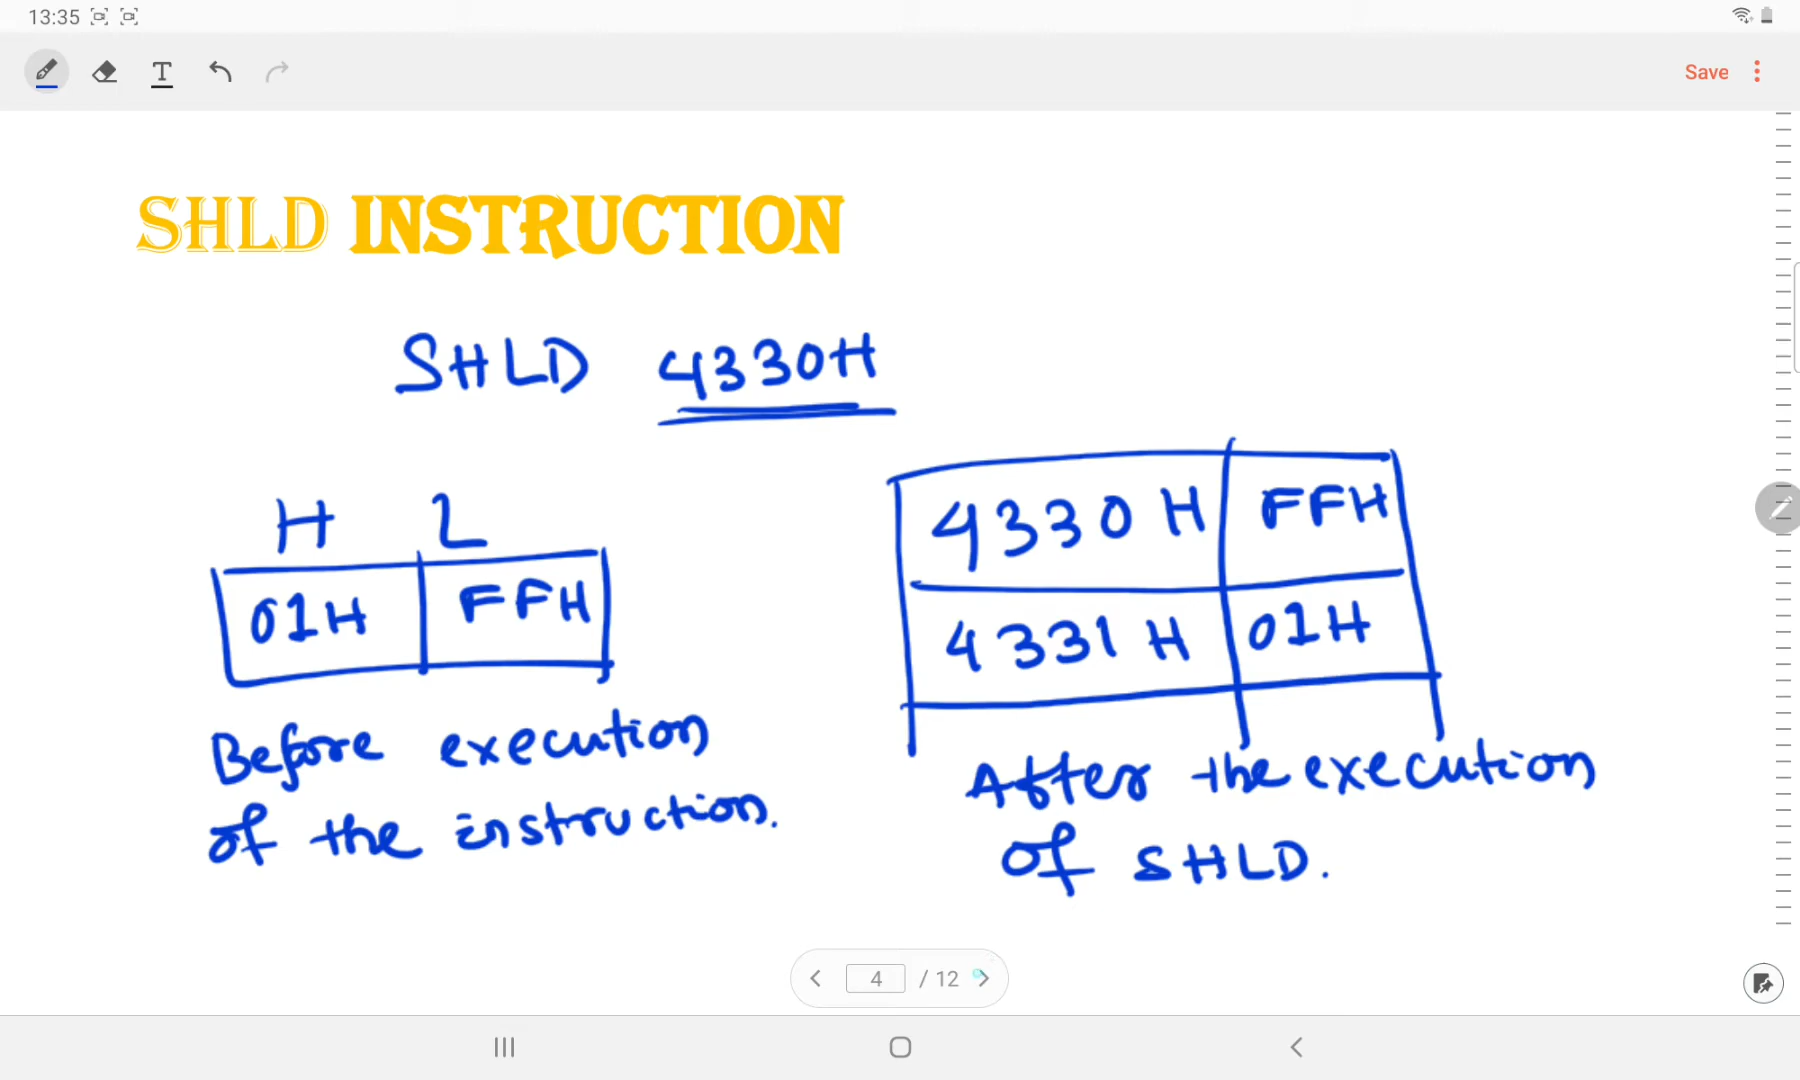 13:35
Save
SHLD INSTRUCTION
SHLD 4330H
H L
01H FFH
Before execution
of the instruction.
4330 H FFH
4331 H 01H
After the execution
of SHLD.
4 / 12